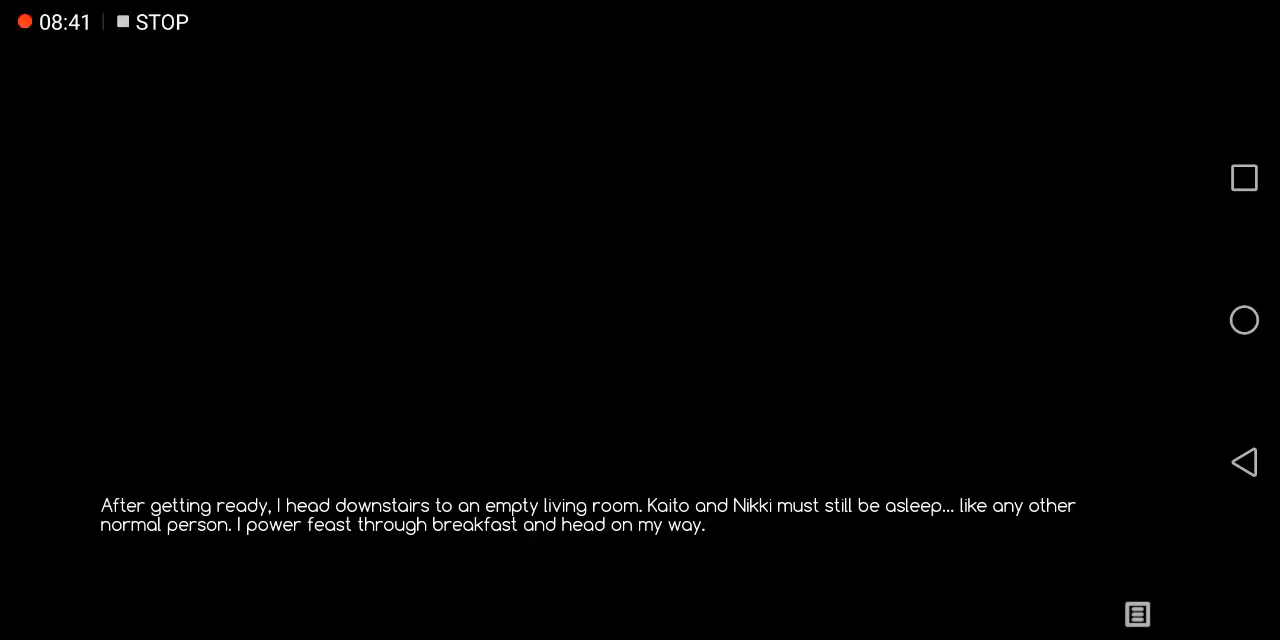 08:41 STOP
After getting ready, I head downstairs to an empty living room. Kaito and Nikki must still be asleep... like any other
normal person. I power feast through breakfast and head on my way.